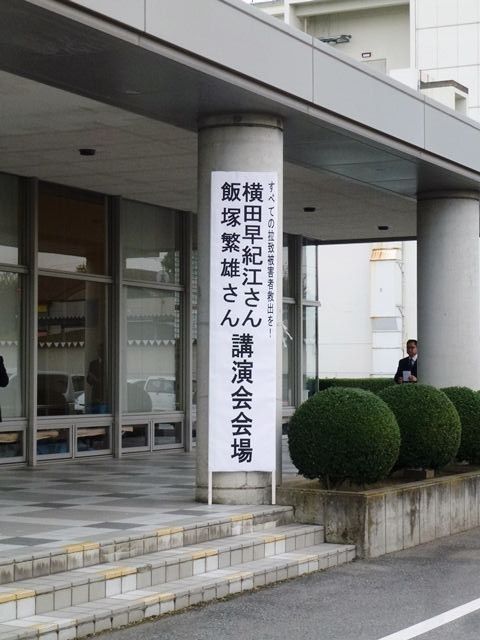 すべての拉致被害者救出を!
横田早紀江さん
飯塚繁雄さん
講演会会場